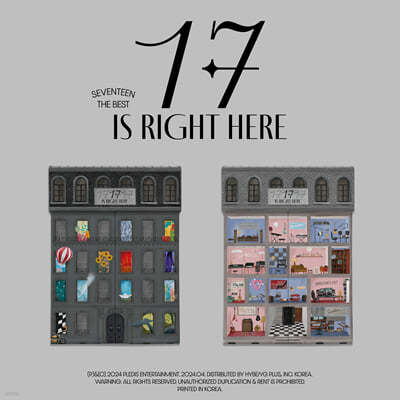 17
SEVENTEEN
THE BEST
IS RIGHT HERE
17
IS RIGHT HERE
17
IS RIGHT HERE
(P)&(C) 2024 PLEDIS ENTERTAINMENT. 2024.04. DISTRIBUTED BY HYBE/YG PLUS, INC. KOREA.
WARNING: ALL RIGHTS RESERVED. UNAUTHORIZED DUPLICATION & RENT IS PROHIBITED.
PRINTED IN KOREA.